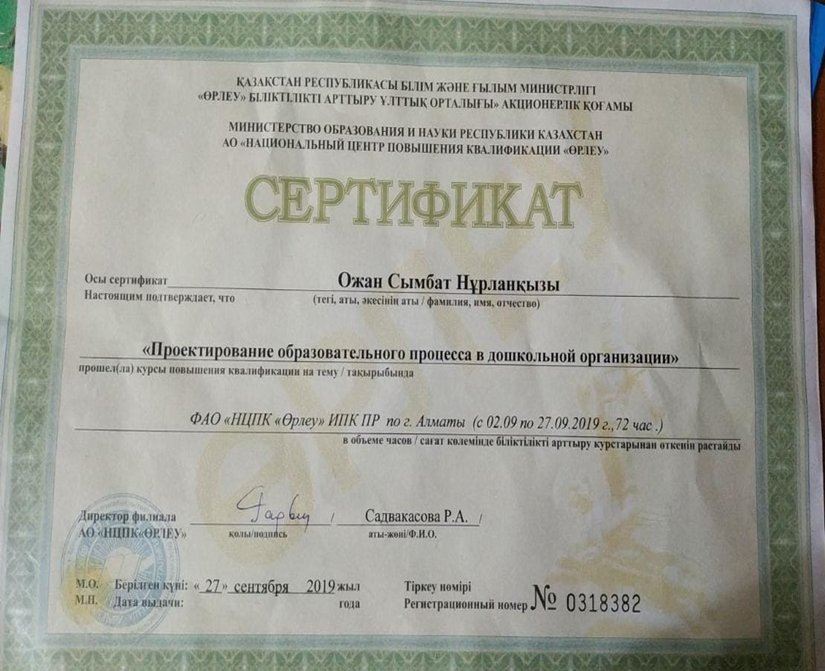 ҚАЗАҚСТАН РЕСПУБЛИКАСЫ БІЛІМ ЖӘНЕ ҒЫЛЫМ МИНИСТРЛІГІ
«ӨРЛЕУ» БІЛІКТІЛІКТІ АРТТЫРУ ҰЛТТЫҚ ОРТАЛЫҒЫ» АКЦИОНЕРЛІК ҚОҒАМЫ
МИНИСТЕРСТВО ОБРАЗОВАНИЯ И НАУКИ РЕСПУБЛИКИ КАЗАХСТАН
АО «НАЦИОНАЛЬНЫЙ ЦЕНТР ПОВЫШЕНИЯ КВАЛИФИКАЦИИ «ӨРЛЕУ»
СЕРТИФИКАТ
Осы сертификат Ожан Сымбат Нұрланқызы
Настоящим подтверждает, что (тегі, аты, әкесінің аты / фамилия, имя, отчество)
«Проектирование образовательного процесса в дошкольной организации»
прошел(ла) курсы повышения квалификации на тему / тақырыбында
ФАО «НЦПК «Өрлеу» ИПК ПР по г. Алматы (с 02.09 по 27.09.2019 г.,72 час .)
в объеме часов / сағат көлемінде біліктілікті арттыру курстарынан өткенін растайды
Директор филиала / Садвакасова Р.А. /
АО «НЦПК«ӨРЛЕУ» қолы/подпись аты-жөні/Ф.И.О.
М.О. Берілген күні: « 27 » сентября 2019 жыл Тіркеу нөмірі
М.П. Дата выдачи: года Регистрационный номер № 0318382